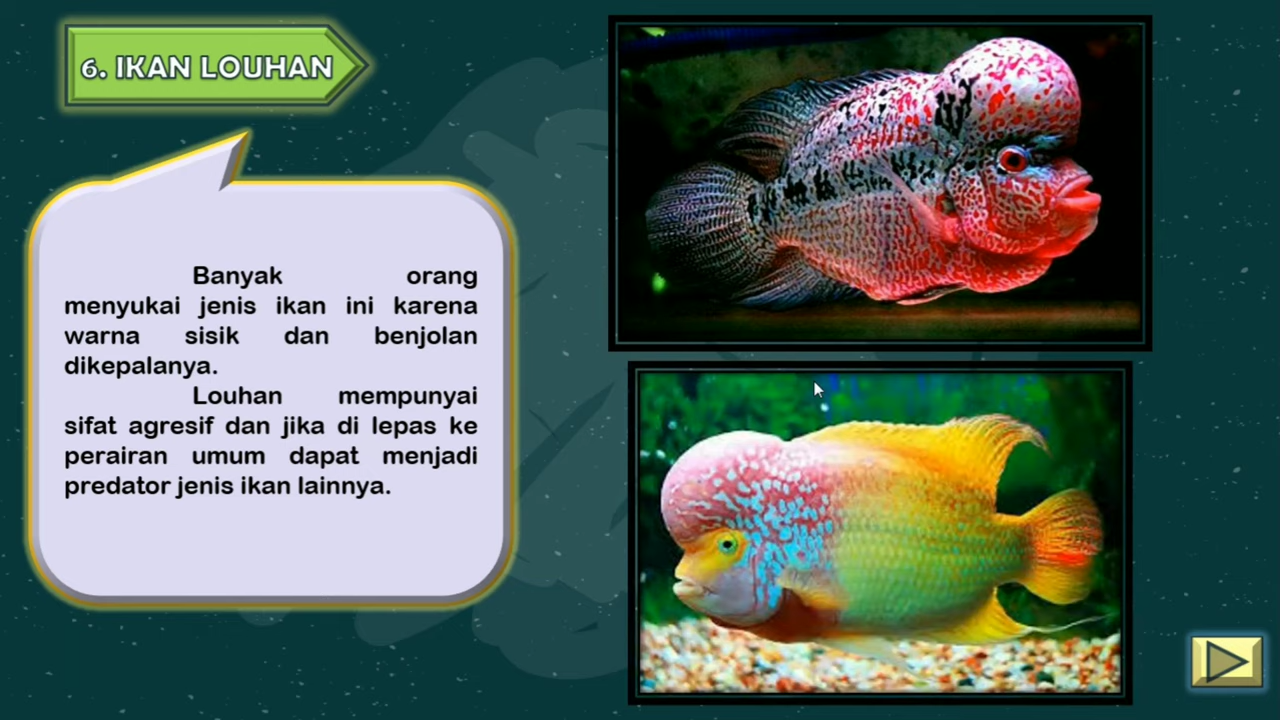 6. IKAN LOUHAN
Banyak orang
menyukai jenis ikan ini karena
warna sisik dan benjolan
dikepalanya.
Louhan mempunyai
sifat agresif dan jika di lepas ke
perairan umum dapat menjadi
predator jenis ikan lainnya.